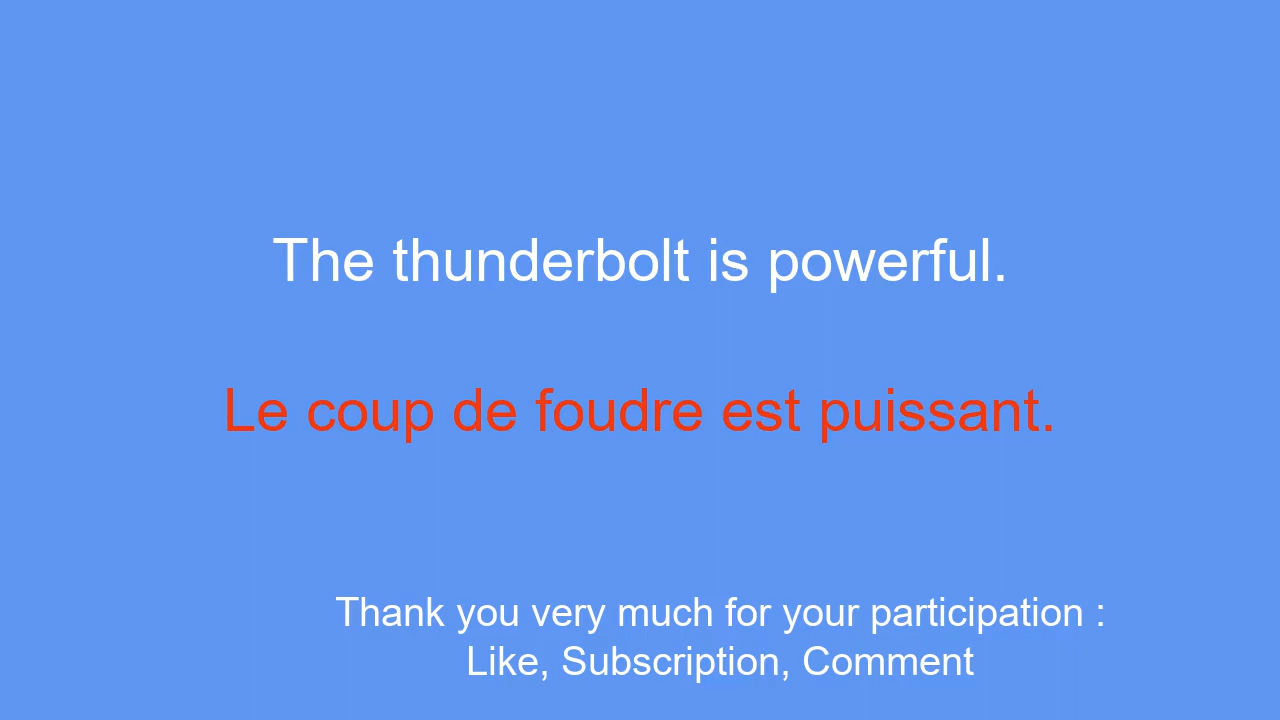 The thunderbolt is powerful.
Le coup de foudre est puissant.
Thank you very much for your participation :
Like, Subscription, Comment